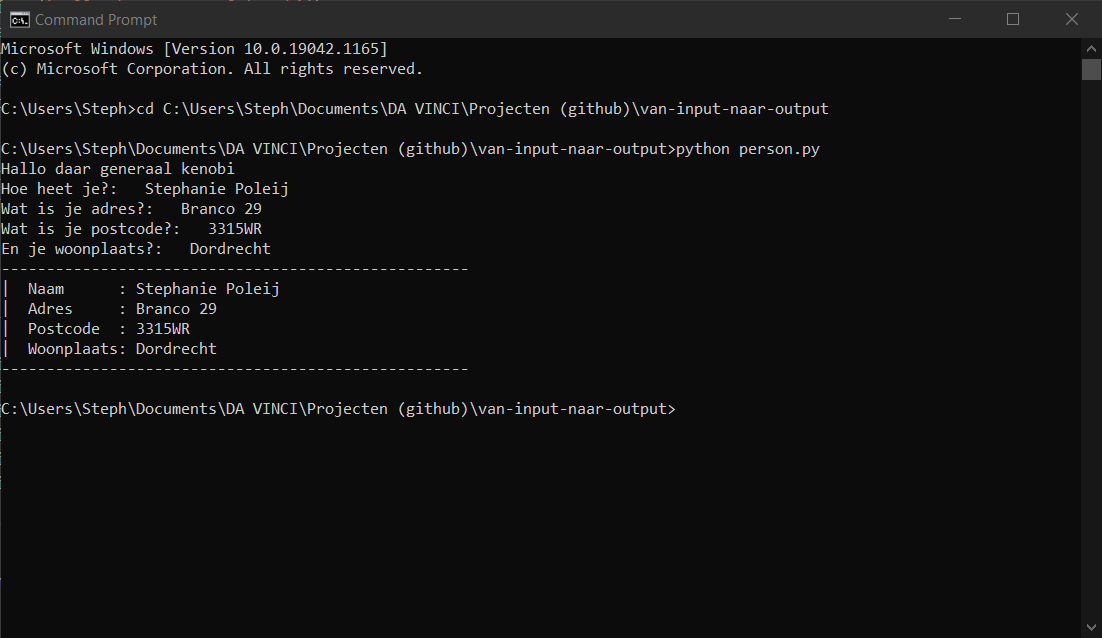 Command Prompt
Microsoft Windows [Version 10.0.19042.1165]
(c) Microsoft Corporation. All rights reserved.
C:\Users\Steph>cd C:\Users\Steph\Documents\DA VINCI\Projecten (github)\van-input-naar-output
C:\Users\Steph\Documents\DA VINCI\Projecten (github)\van-input-naar-output>python person.py
Hallo daar generaal kenobi
Hoe heet je?:   Stephanie Poleij
Wat is je adres?:   Branco 29
Wat is je postcode?:   3315WR
En je woonplaats?:   Dordrecht
----------------------------------------------------
|  Naam      : Stephanie Poleij
|  Adres     : Branco 29
|  Postcode  : 3315WR
|  Woonplaats: Dordrecht
----------------------------------------------------
C:\Users\Steph\Documents\DA VINCI\Projecten (github)\van-input-naar-output>